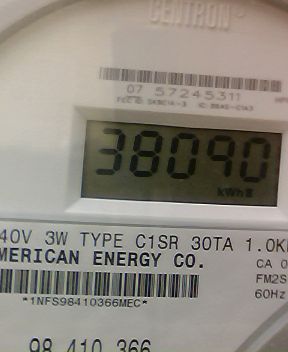 CENTRON
07 57245311
38090
kWh
40V 3W TYPE C1SR 30TA 1.0K
MERICAN ENERGY CO.
CA 0
FM2S
60Hz
*1NFS98410366MEC*
98 410 366